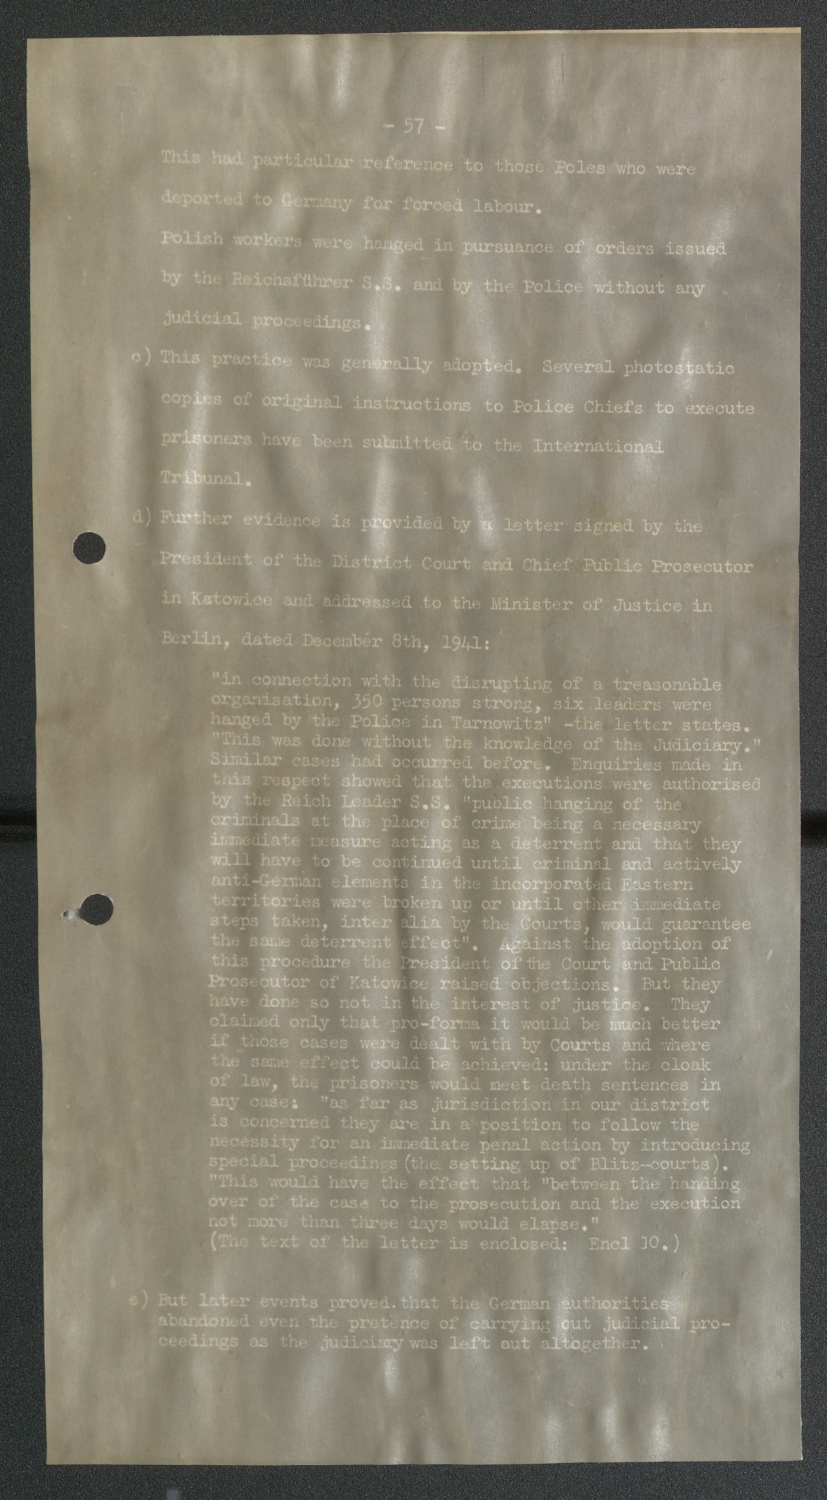 - 57 -
This had particular reference to those Poles who were
deported to Germany for forced labour.
Polish workers were hanged in pursuance of orders issued
by the Reichsführer S.S. and by the Police without any
judicial proceedings.
c) This practice was generally adopted. Several photostatic
copies of original instructions to Police Chiefs to execute
prisoners have been submitted to the International
Tribunal.
d) Further evidence is provided by a letter signed by the
President of the District Court and Chief Public Prosecutor
in Katowice and addressed to the Minister of Justice in
Berlin, dated December 8th, 1941:
"in connection with the disrupting of a treasonable
organisation, 350 persons strong, six leaders were
hanged by the Police in Tarnowitz" -the letter states.
"This was done without the knowledge of the Judiciary."
Similar cases had occurred before. Enquiries made in
this respect showed that the executions were authorised
by the Reich Leader S.S. "public hanging of the
criminals at the place of crime being a necessary
immediate measure acting as a deterrent and that they
will have to be continued until criminal and actively
anti-German elements in the incorporated Eastern
territories were broken up or until other immediate
steps taken, inter alia by the Courts, would guarantee
the same deterrent effect". Against the adoption of
this procedure the President of the Court and Public
Prosecutor of Katowice raised objections. But they
have done so not in the interest of justice. They
claimed only that pro-forma it would be much better
if those cases were dealt with by Courts and where
the same effect could be achieved: under the cloak
of law, the prisoners would meet death sentences in
any case: "as far as jurisdiction in our district
is concerned they are in a position to follow the
necessity for an immediate penal action by introducing
special proceedings (the setting up of Blitz-courts).
"This would have the effect that "between the handing
over of the case to the prosecution and the execution
not more than three days would elapse."
(The text of the letter is enclosed: Encl 10.)
e) But later events proved.that the German authorities
abandoned even the pretence of carrying out judicial pro-
ceedings as the judiciary was left out altogether.